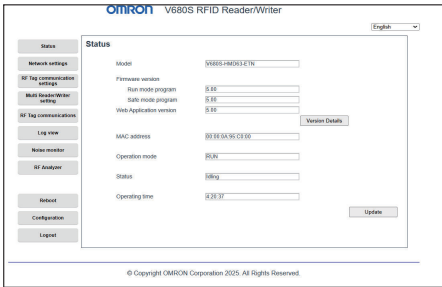 OMRON V680S RFID Reader/Writer
English
Status
Network settings
RF Tag communication
settings
Multi Reader/Writer
setting
RF Tag communications
Log view
Noise monitor
RF Analyzer
Reboot
Configuration
Logout
Status
Model V680S-HMD63-ETN
Firmware version
Run mode program 5.00
Safe mode program 5.00
Web Application version 5.00
Version Details
MAC address 00:00:0A:95:C0:00
Operation mode RUN
Status Idling
Operating time 4:20:37
Update
© Copyright OMRON Corporation 2025. All Rights Reserved.